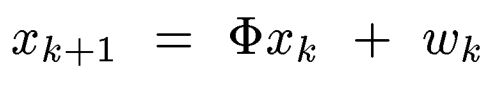 x_{k+1} = Φx_k + w_k